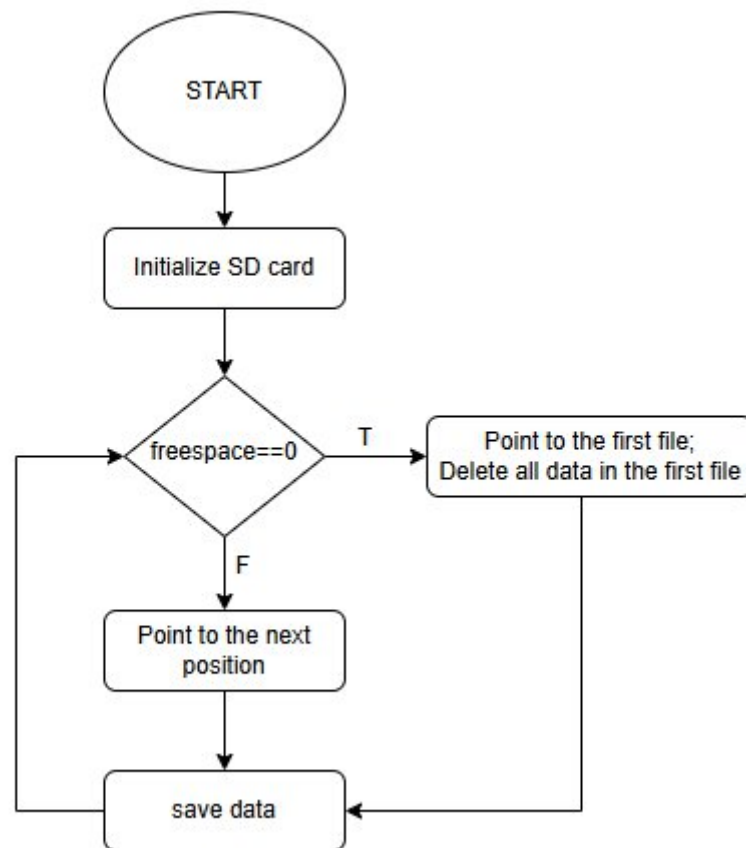 START
Initialize SD card
freespace==0
T
Point to the first file;
Delete all data in the first file
F
Point to the next
position
save data